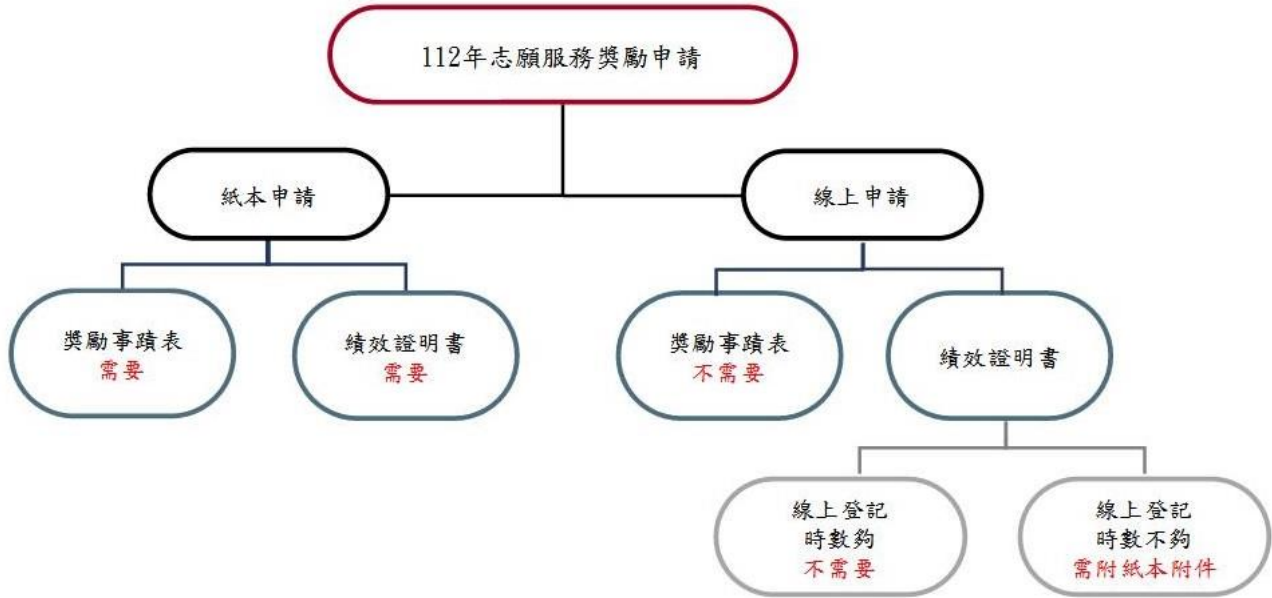 112年志願服務獎勵申請
紙本申請
線上申請
獎勵事蹟表
需要
績效證明書
需要
獎勵事蹟表
不需要
績效證明書
線上登記
時數夠
不需要
線上登記
時數不夠
需附紙本附件